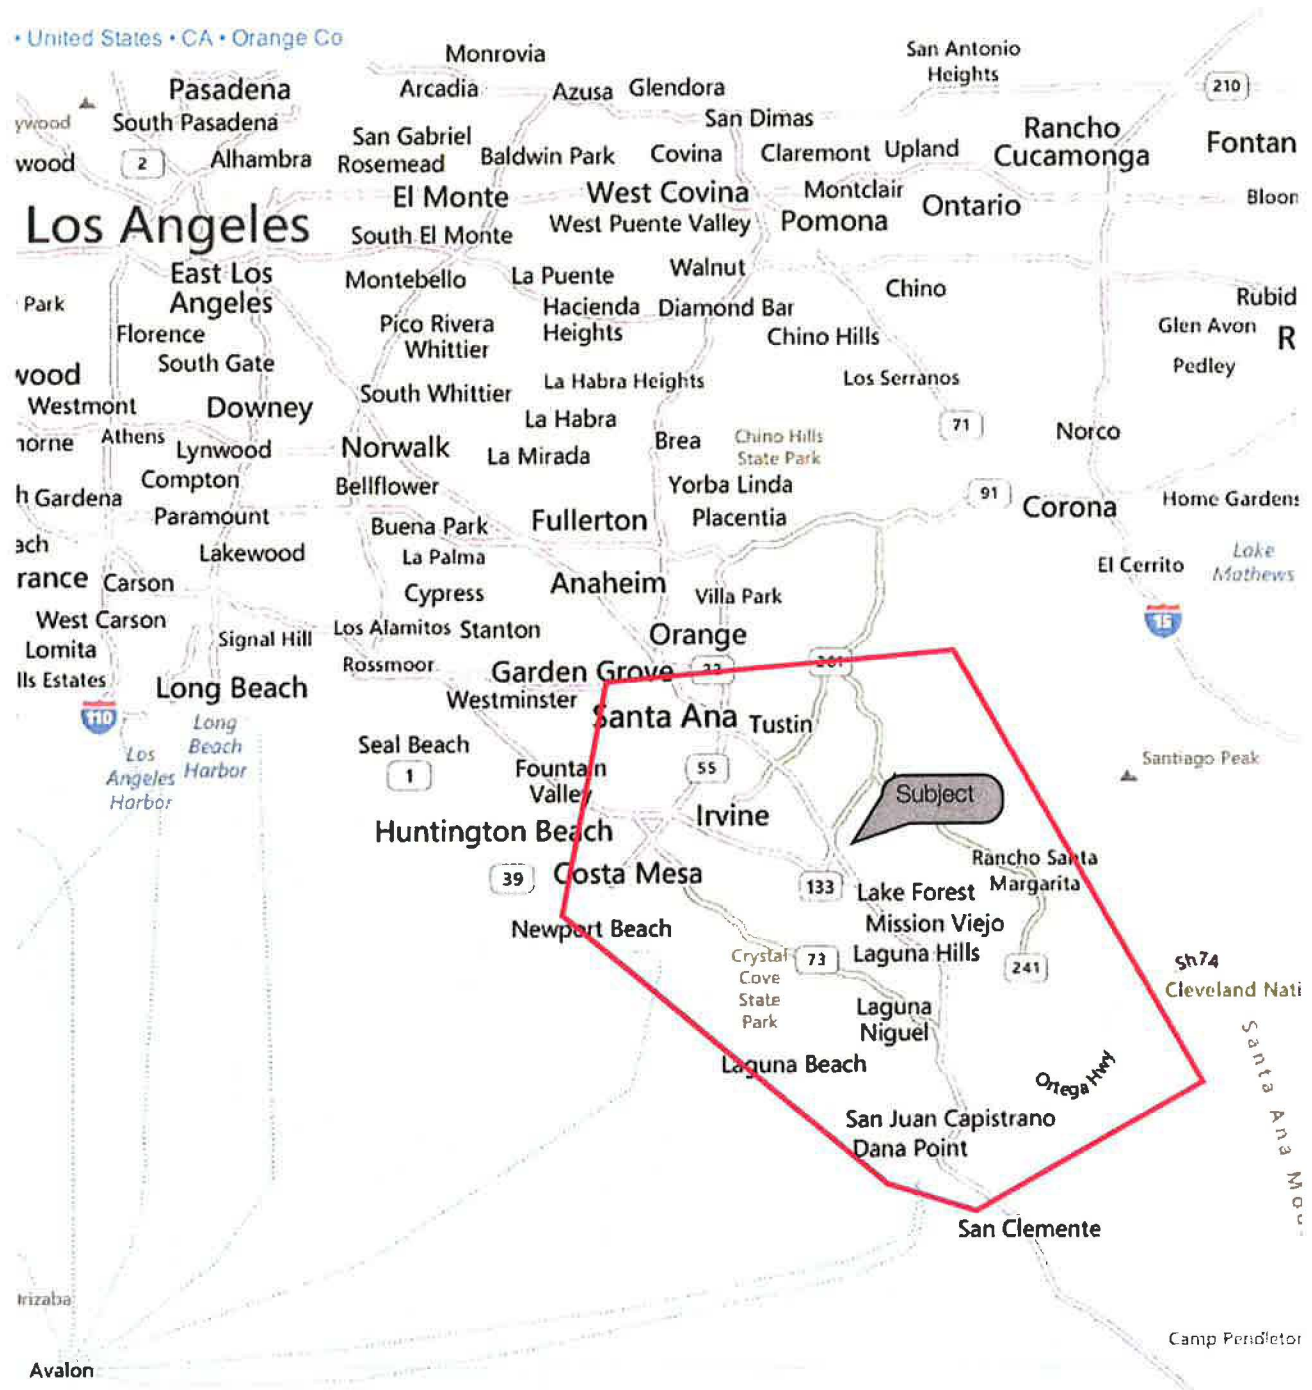 • United States • CA • Orange Co
Monrovia
San Antonio
Heights
Pasadena
Arcadia
Azusa
Glendora
210
ywood
South Pasadena
San Dimas
Rancho
Cucamonga
Fontan
wood
2
Alhambra
San Gabriel
Rosemead
Baldwin Park
Covina
Claremont
Upland
El Monte
West Covina
Montclair
Ontario
Bloon
Los Angeles
South El Monte
West Puente Valley
Pomona
East Los
Angeles
Montebello
La Puente
Walnut
Chino
Park
Hacienda
Heights
Diamond Bar
Rubid
Florence
Pico Rivera
Whittier
Chino Hills
Glen Avon
R
South Gate
Pedley
wood
South Whittier
La Habra Heights
Los Serranos
Westmont
Downey
La Habra
71
Norco
horne
Athens
Lynwood
Norwalk
La Mirada
Brea
Chino Hills
State Park
Compton
Bellflower
Yorba Linda
91
Corona
Home Gardens
h Gardena
Paramount
Buena Park
Fullerton
Placentia
ach
Lakewood
La Palma
El Cerrito
Lake
Mathews
rance
Carson
Cypress
Anaheim
Villa Park
West Carson
Signal Hill
Los Alamitos
Stanton
Orange
15
Lomita
Rossmoor
Garden Grove
lls Estates
Long Beach
Westminster
110
Santa Ana
Tustin
Long
Beach
Harbor
Los
Angeles
Harbor
Seal Beach
1
Fountain
Valley
55
Santiago Peak
Subject
Huntington Beach
Irvine
39
Costa Mesa
133
Lake Forest
Rancho Santa
Margarita
Newport Beach
Mission Viejo
Crystal
Cove
State
Park
73
Laguna Hills
241
Sh74
Cleveland Nati
Laguna
Niguel
Santa Ana Mou
Laguna Beach
Ortega Hwy
San Juan Capistrano
Dana Point
San Clemente
rizaba
Camp Pendleton
Avalon